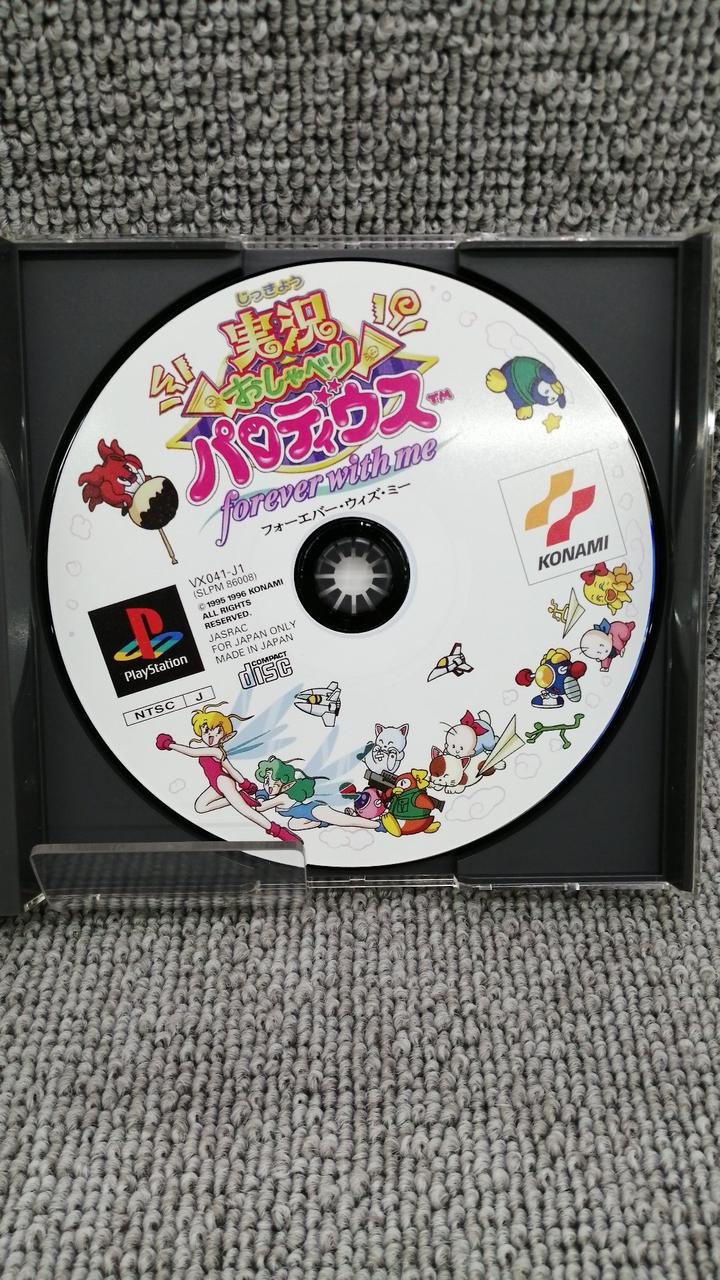 じっきょう
実況
おしゃべり
パロディウス™
forever with me
フォーエバー・ウィズ・ミー
KONAMI
VX041-J1
(SLPM 86008)
©1995 1996 KONAMI
ALL RIGHTS
RESERVED.
JASRAC
FOR JAPAN ONLY
MADE IN JAPAN
PlayStation
COMPACT
disc
NTSC J